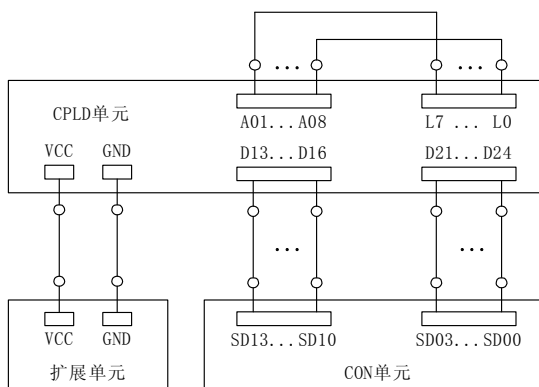 CPLD单元
A01...A08
L7 ... L0
VCC
GND
D13...D16
D21...D24
VCC
GND
SD13...SD10
SD03...SD00
扩展单元
CON单元